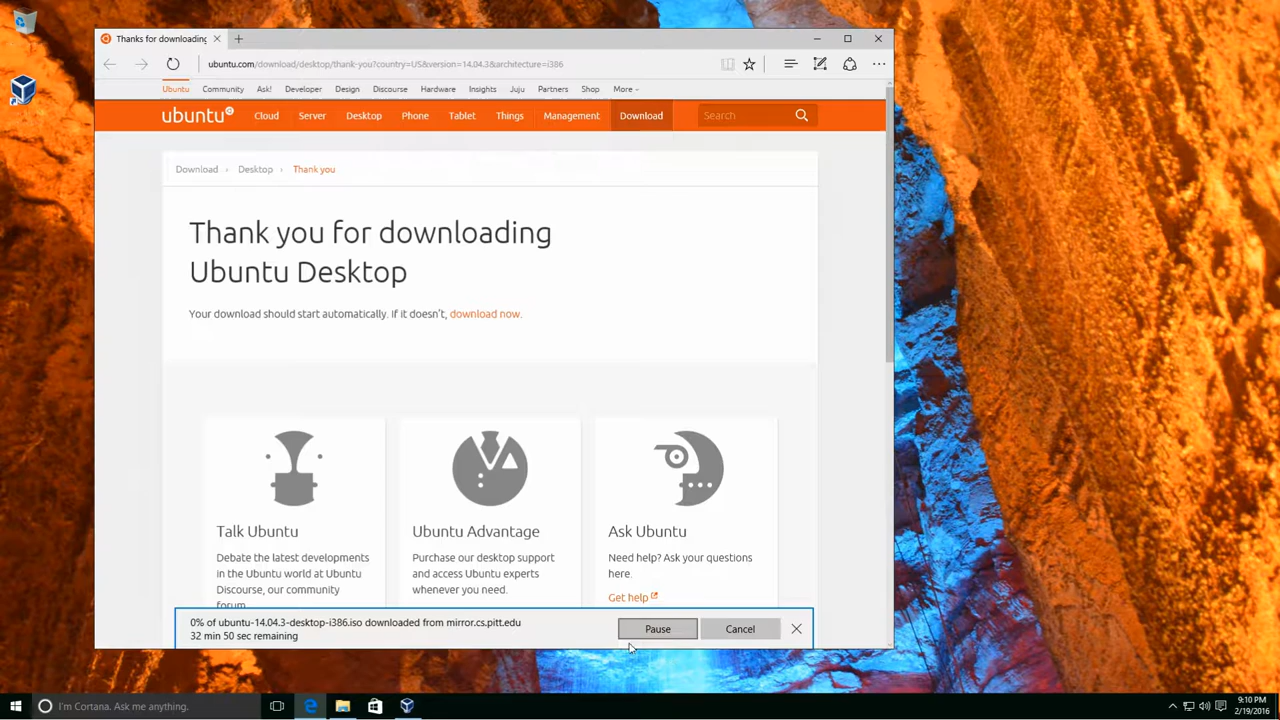 Thanks for downloading
ubuntu.com/download/desktop/thank-you?country=US&version=14.04.3&architecture=i386
Ubuntu Community Ask! Developer Design Discourse Hardware Insights Juju Partners Shop More
ubuntu Cloud Server Desktop Phone Tablet Things Management Download Search
Download › Desktop › Thank you
Thank you for downloading
Ubuntu Desktop
Your download should start automatically. If it doesn't, download now.
Talk Ubuntu
Debate the latest developments
in the Ubuntu world at Ubuntu
Discourse, our community
forum
Ubuntu Advantage
Purchase our desktop support
and access Ubuntu experts
whenever you need.
Ask Ubuntu
Need help? Ask your questions
here.
Get help
0% of ubuntu-14.04.3-desktop-i386.iso downloaded from mirror.cs.pitt.edu
32 min 50 sec remaining
Pause Cancel
I'm Cortana. Ask me anything.
9:10 PM
2/19/2016